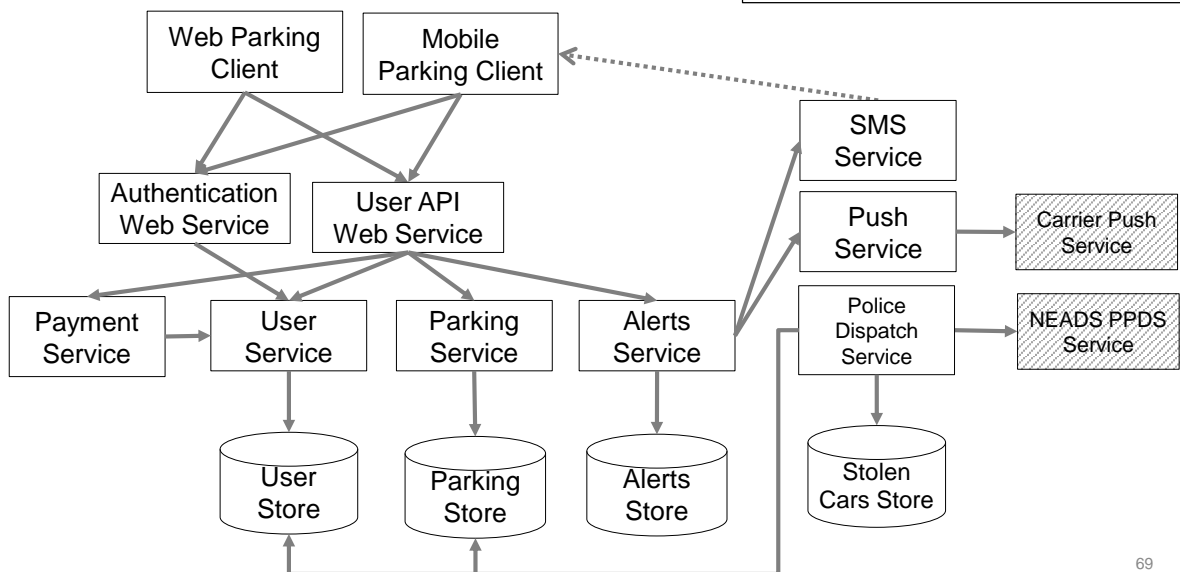 Web Parking
Client
Mobile
Parking Client
SMS
Service
Authentication
Web Service
User API
Web Service
Push
Service
Carrier Push
Service
Payment
Service
User
Service
Parking
Service
Alerts
Service
Police
Dispatch
Service
NEADS PPDS
Service
User
Store
Parking
Store
Alerts
Store
Stolen
Cars Store
69